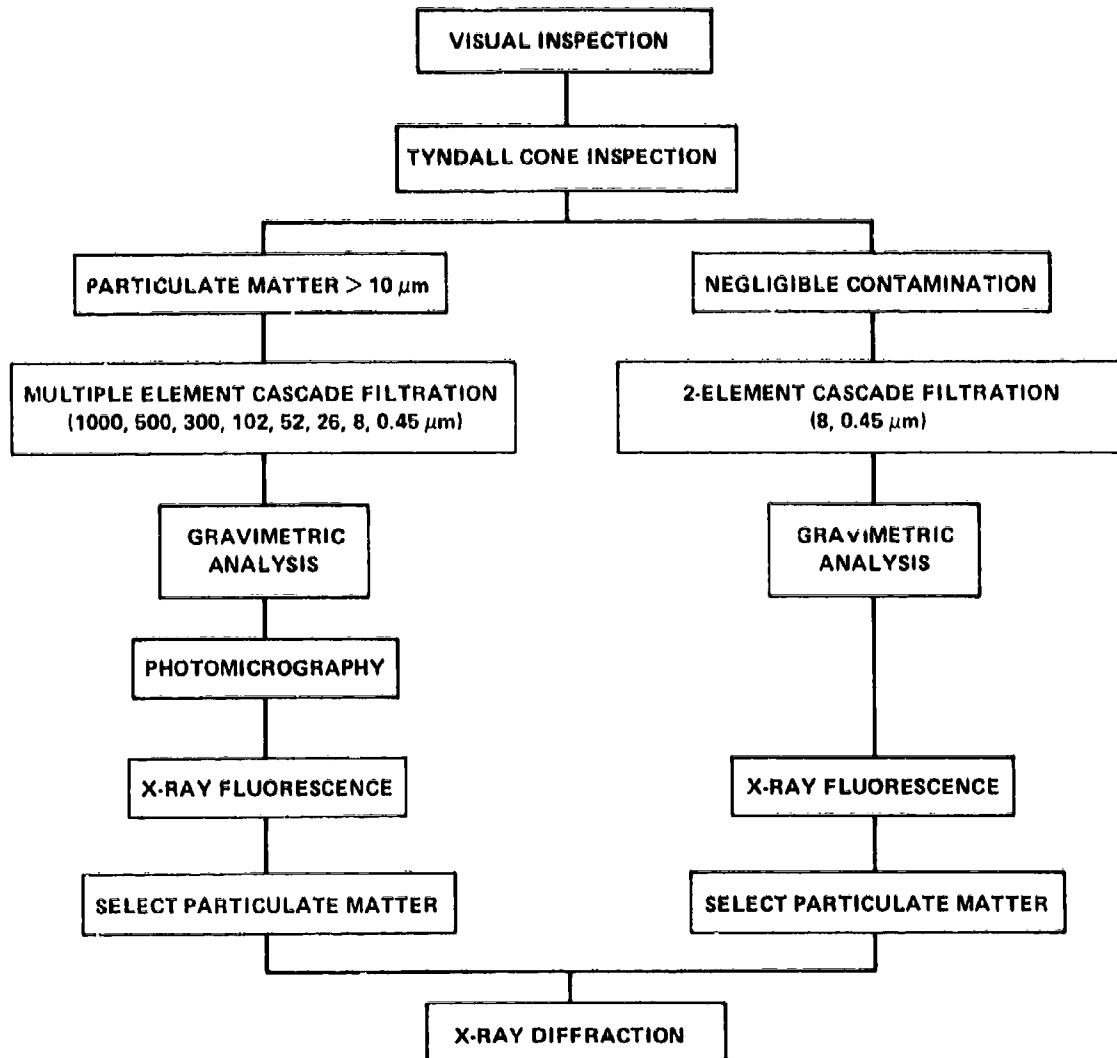 VISUAL INSPECTION
TYNDALL CONE INSPECTION
PARTICULATE MATTER > 10 μm
NEGLIGIBLE CONTAMINATION
MULTIPLE ELEMENT CASCADE FILTRATION
(1000, 500, 300, 102, 52, 26, 8, 0.45 μm)
2-ELEMENT CASCADE FILTRATION
(8, 0.45 μm)
GRAVIMETRIC
ANALYSIS
GRAVIMETRIC
ANALYSIS
PHOTOMICROGRAPHY
X-RAY FLUORESCENCE
X-RAY FLUORESCENCE
SELECT PARTICULATE MATTER
SELECT PARTICULATE MATTER
X-RAY DIFFRACTION